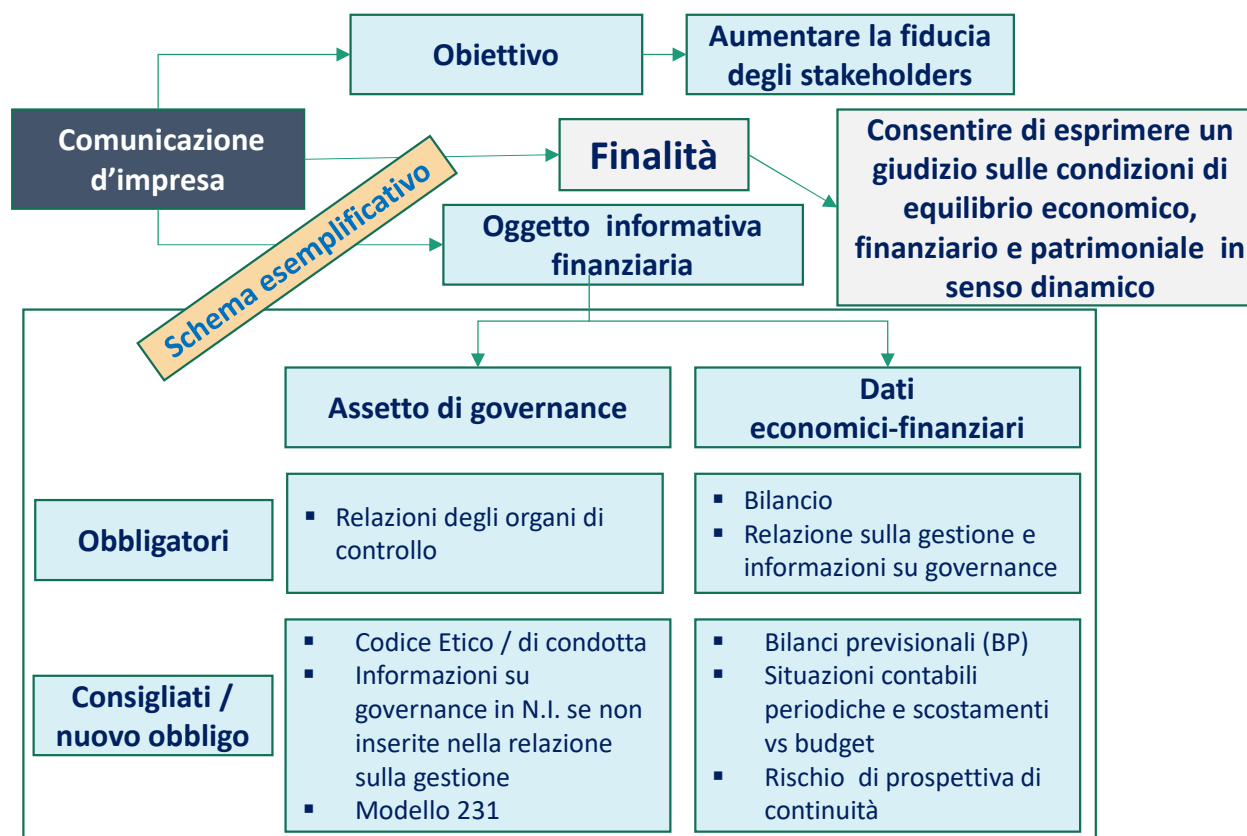 Obiettivo
Aumentare la fiducia
degli stakeholders
Comunicazione
d’impresa
Finalità
Consentire di esprimere un
giudizio sulle condizioni di
equilibrio economico,
finanziario e patrimoniale in
senso dinamico
Schema esemplificativo
Oggetto informativa
finanziaria
Assetto di governance
Dati
economici-finanziari
Obbligatori
▪ Relazioni degli organi di
controllo
▪ Bilancio
▪ Relazione sulla gestione e
informazioni su governance
Consigliati /
nuovo obbligo
▪ Codice Etico / di condotta
▪ Informazioni su
governance in N.I. se non
inserite nella relazione
sulla gestione
▪ Modello 231
▪ Bilanci previsionali (BP)
▪ Situazioni contabili
periodiche e scostamenti
vs budget
▪ Rischio di prospettiva di
continuità